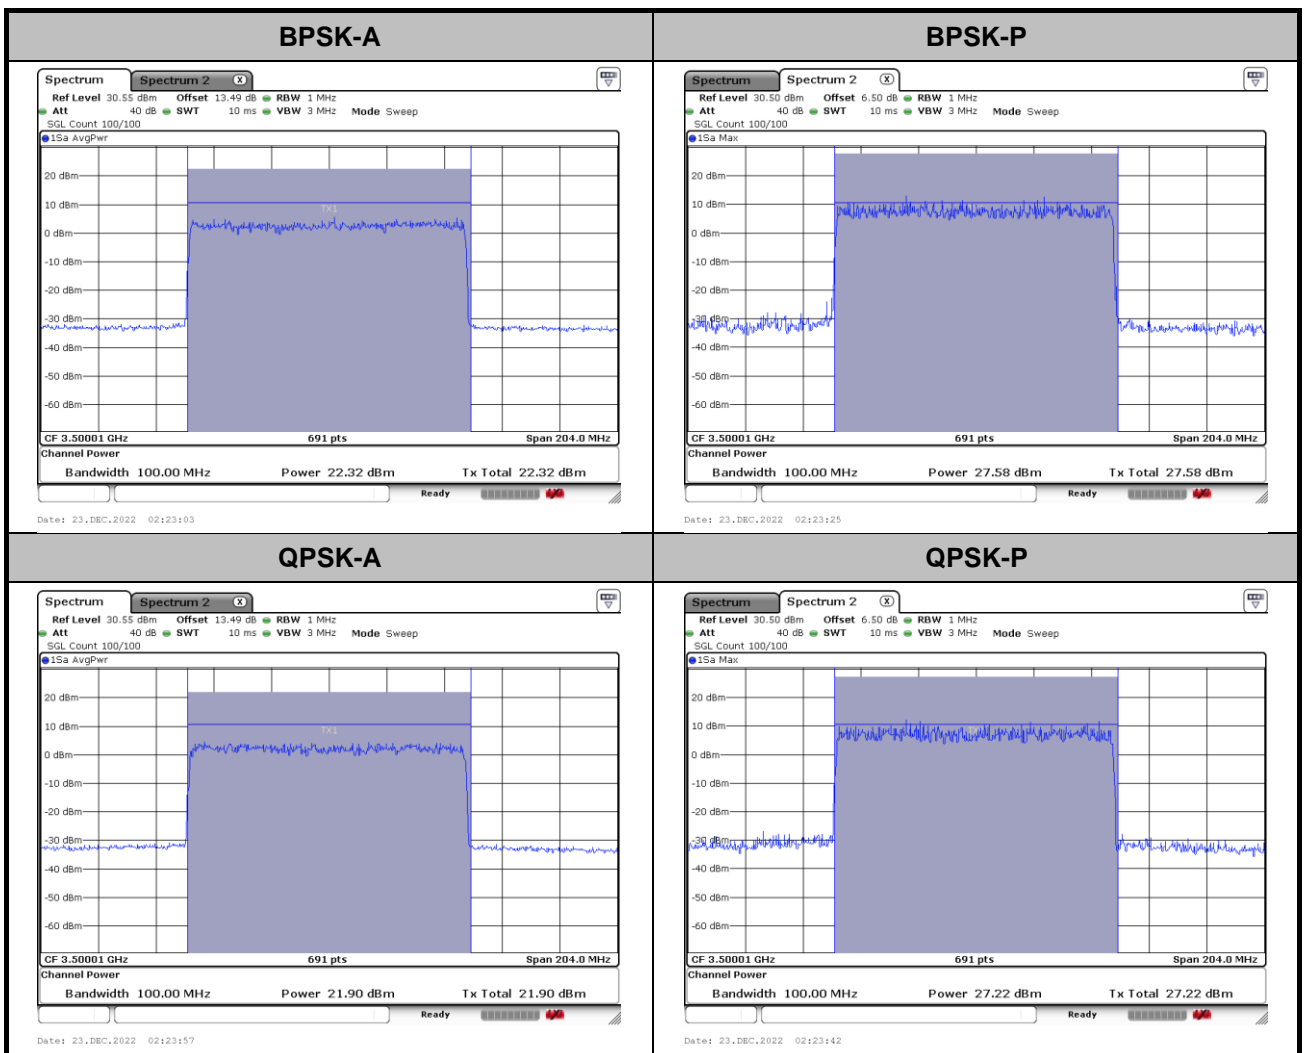 BPSK-A
BPSK-P
Spectrum Spectrum 2 X
Ref Level 30.55 dBm Offset 13.49 dB RBW 1 MHz
Att 40 dB SWT 10 ms VBW 3 MHz Mode Sweep
SGL Count 100/100
1Sa AvgPwr
20 dBm
10 dBm
TX1
0 dBm
-10 dBm
-20 dBm
-30 dBm
-40 dBm
-50 dBm
-60 dBm
CF 3.50001 GHz 691 pts Span 204.0 MHz
Channel Power
Bandwidth 100.00 MHz Power 22.32 dBm Tx Total 22.32 dBm
Ready
Date: 23.DEC.2022 02:23:03
Spectrum Spectrum 2 X
Ref Level 30.50 dBm Offset 6.50 dB RBW 1 MHz
Att 40 dB SWT 10 ms VBW 3 MHz Mode Sweep
SGL Count 100/100
1Sa Max
20 dBm
10 dBm
0 dBm
-10 dBm
-20 dBm
-30 dBm
-40 dBm
-50 dBm
-60 dBm
CF 3.50001 GHz 691 pts Span 204.0 MHz
Channel Power
Bandwidth 100.00 MHz Power 27.58 dBm Tx Total 27.58 dBm
Ready
Date: 23.DEC.2022 02:23:25
QPSK-A
QPSK-P
Spectrum Spectrum 2 X
Ref Level 30.55 dBm Offset 13.49 dB RBW 1 MHz
Att 40 dB SWT 10 ms VBW 3 MHz Mode Sweep
SGL Count 100/100
1Sa AvgPwr
20 dBm
10 dBm
TX1
0 dBm
-10 dBm
-20 dBm
-30 dBm
-40 dBm
-50 dBm
-60 dBm
CF 3.50001 GHz 691 pts Span 204.0 MHz
Channel Power
Bandwidth 100.00 MHz Power 21.90 dBm Tx Total 21.90 dBm
Ready
Date: 23.DEC.2022 02:23:57
Spectrum Spectrum 2 X
Ref Level 30.50 dBm Offset 6.50 dB RBW 1 MHz
Att 40 dB SWT 10 ms VBW 3 MHz Mode Sweep
SGL Count 100/100
1Sa Max
20 dBm
10 dBm
0 dBm
-10 dBm
-20 dBm
-30 dBm
-40 dBm
-50 dBm
-60 dBm
CF 3.50001 GHz 691 pts Span 204.0 MHz
Channel Power
Bandwidth 100.00 MHz Power 27.22 dBm Tx Total 27.22 dBm
Ready
Date: 23.DEC.2022 02:23:42